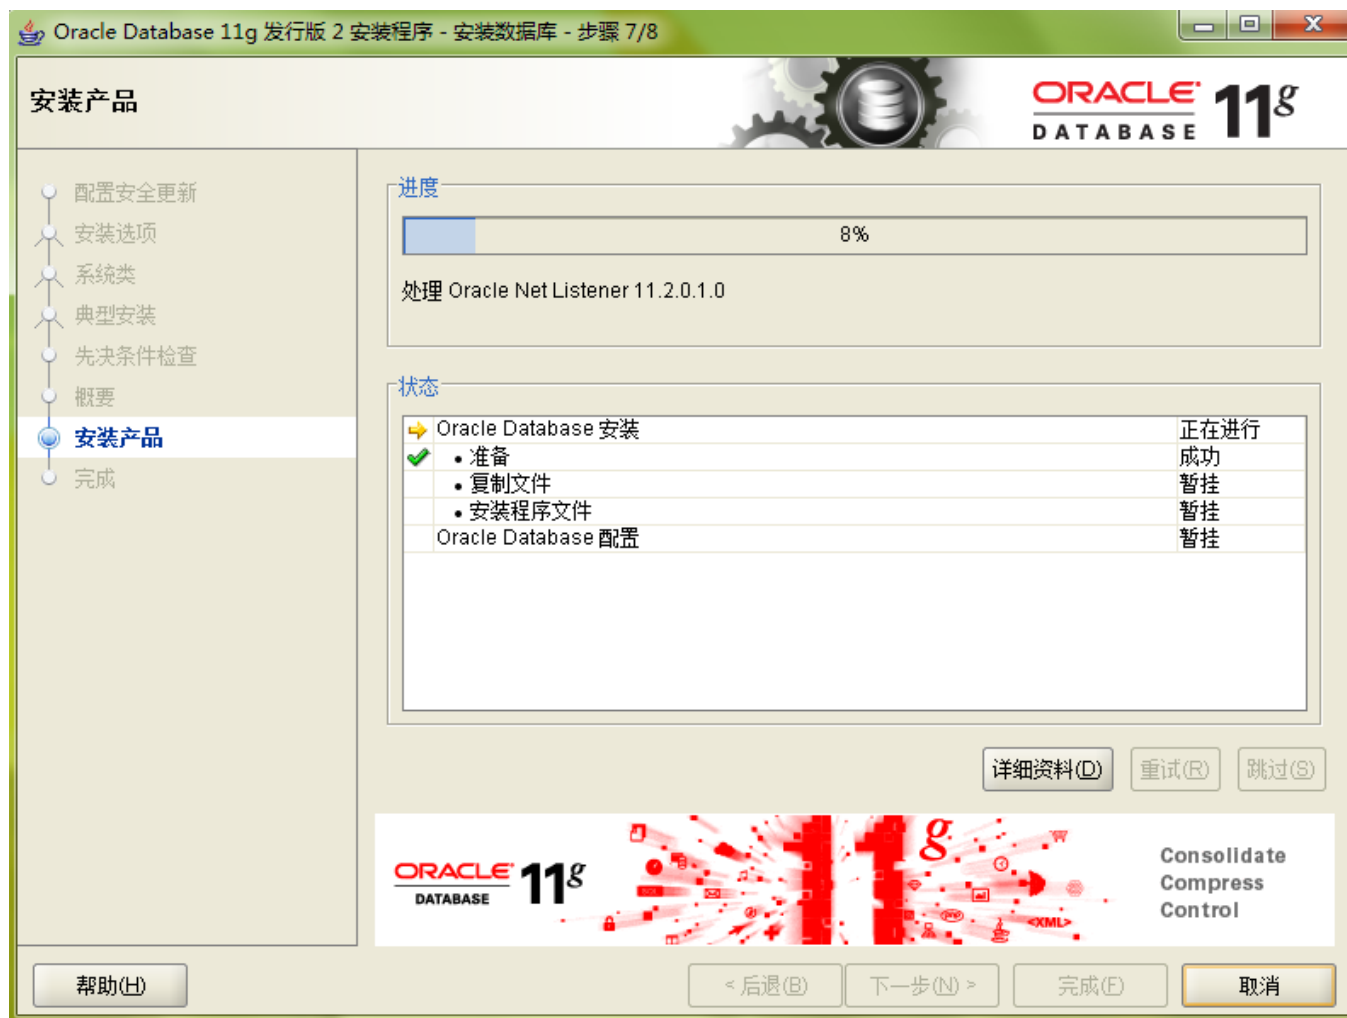 Oracle Database 11g 发行版 2 安装程序 - 安装数据库 - 步骤 7/8
安装产品
ORACLE 11g
DATABASE
配置安全更新
安装选项
系统类
典型安装
先决条件检查
概要
安装产品
完成
进度
8%
处理 Oracle Net Listener 11.2.0.1.0
状态
Oracle Database 安装 正在进行
• 准备 成功
• 复制文件 暂挂
• 安装程序文件 暂挂
Oracle Database 配置 暂挂
详细资料(D) 重试(R) 跳过(S)
ORACLE 11g
DATABASE
11g
SQL
php
<XML>
Consolidate
Compress
Control
帮助(H) < 后退(B) 下一步(N) > 完成(F) 取消